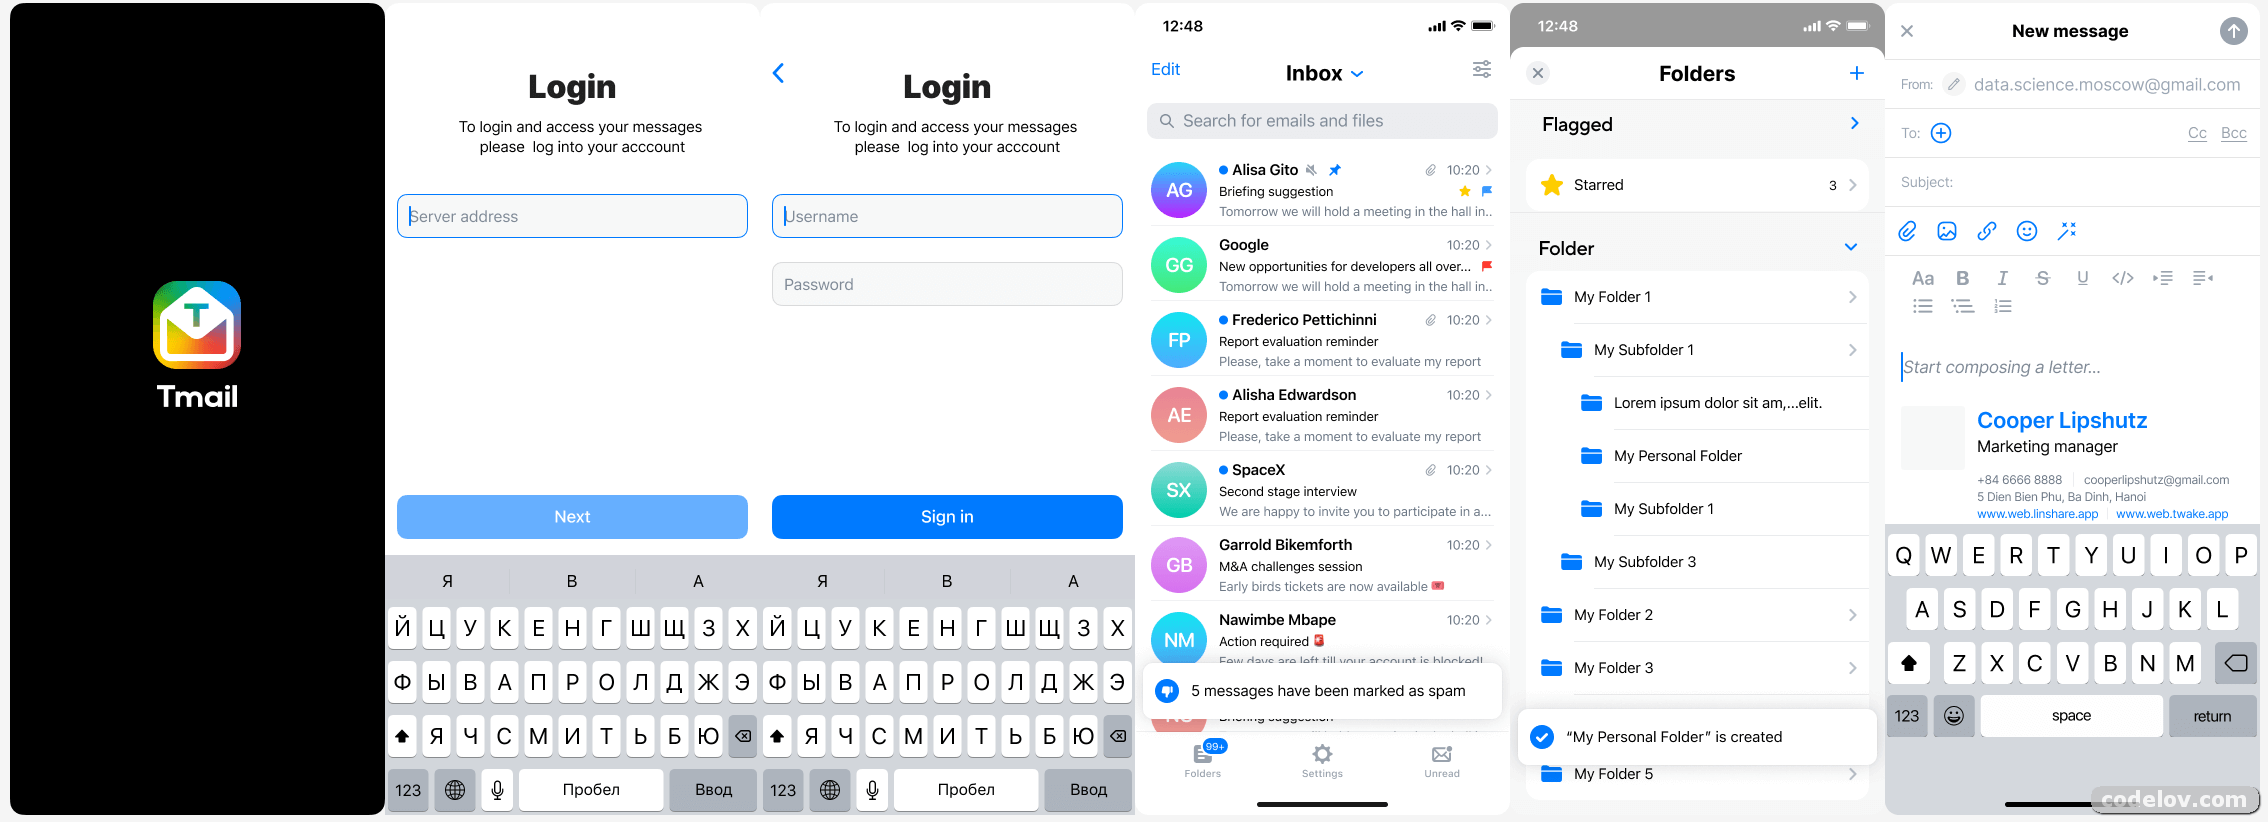 T
Tmail
Login
To login and access your messages
please log into your acccount
Server address
Next
Я В А
Й Ц У К Е Н Г Ш Щ З Х
Ф Ы В А П Р О Л Д Ж Э
Я Ч С М И Т Ь Б Ю
123 Пробел Ввод
Login
To login and access your messages
please log into your acccount
Username
Password
Sign in
Я В А
Й Ц У К Е Н Г Ш Щ З Х
Ф Ы В А П Р О Л Д Ж Э
Я Ч С М И Т Ь Б Ю
123 Пробел Ввод
12:48
Edit Inbox
Search for emails and files
AG Alisa Gito 10:20
Briefing suggestion
Tomorrow we will hold a meeting in the hall in..
GG Google 10:20
New opportunities for developers all over...
Tomorrow we will hold a meeting in the hall in..
FP Frederico Pettichinni 10:20
Report evaluation reminder
Please, take a moment to evaluate my report
AE Alisha Edwardson 10:20
Report evaluation reminder
Please, take a moment to evaluate my report
SX SpaceX 10:20
Second stage interview
We are happy to invite you to participate in a...
GB Garrold Bikemforth 10:20
M&A challenges session
Early birds tickets are now available
NM Nawimbe Mbape 10:20
Action required
Few days are left till your account is blocked!
5 messages have been marked as spam
Briefing suggestion
99+
Folders Settings Unread
12:48
Folders
Flagged
Starred 3
Folder
My Folder 1
My Subfolder 1
Lorem ipsum dolor sit am,...elit.
My Personal Folder
My Subfolder 1
My Subfolder 3
My Folder 2
My Folder 3
“My Personal Folder” is created
My Folder 5
New message
From: data.science.moscow@gmail.com
To: Cc Bcc
Subject:
Aa B I S U </>
Start composing a letter...
Cooper Lipshutz
Marketing manager
+84 6666 8888 cooperlipshutz@gmail.com
5 Dien Bien Phu, Ba Dinh, Hanoi
www.web.linshare.app www.web.twake.app
Q W E R T Y U I O P
A S D F G H J K L
Z X C V B N M
123 space return
codelov.com